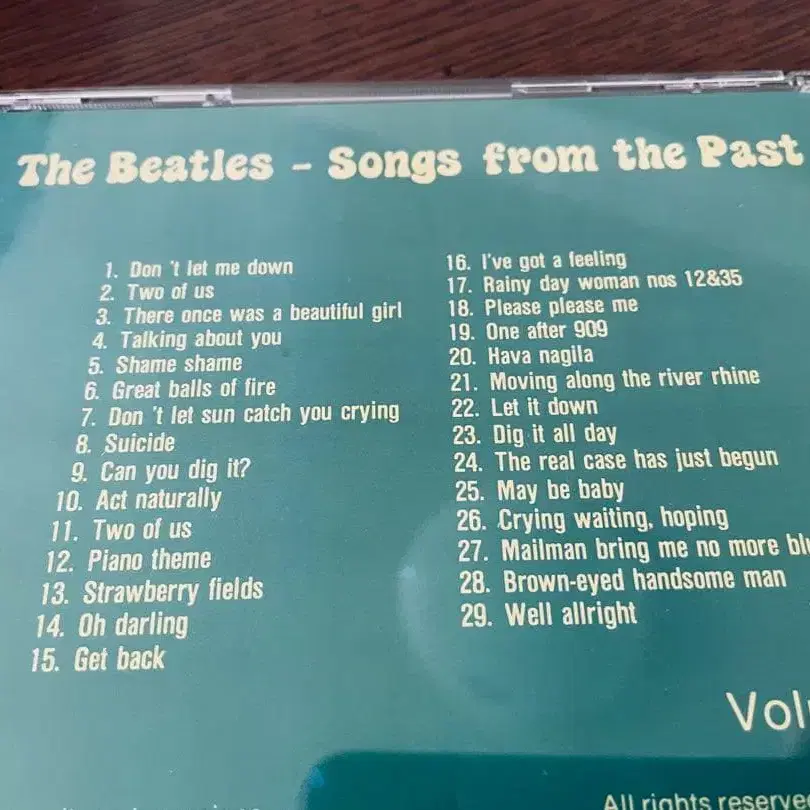 The Beatles - Songs from the Past
1. Don 't let me down
2. Two of us
3. There once was a beautiful girl
4. Talking about you
5. Shame shame
6. Great balls of fire
7. Don 't let sun catch you crying
8. Suicide
9. Can you dig it?
10. Act naturally
11. Two of us
12. Piano theme
13. Strawberry fields
14. Oh darling
15. Get back
16. I've got a feeling
17. Rainy day woman nos 12&35
18. Please please me
19. One after 909
20. Hava naglla
21. Moving along the river rhine
22. Let it down
23. Dig it all day
24. The real case has just begun
25. May be baby
26. Crying waiting, hoping
27. Mailman bring me no more
28. Brown-eyed handsome man
29. Well allright
All rights